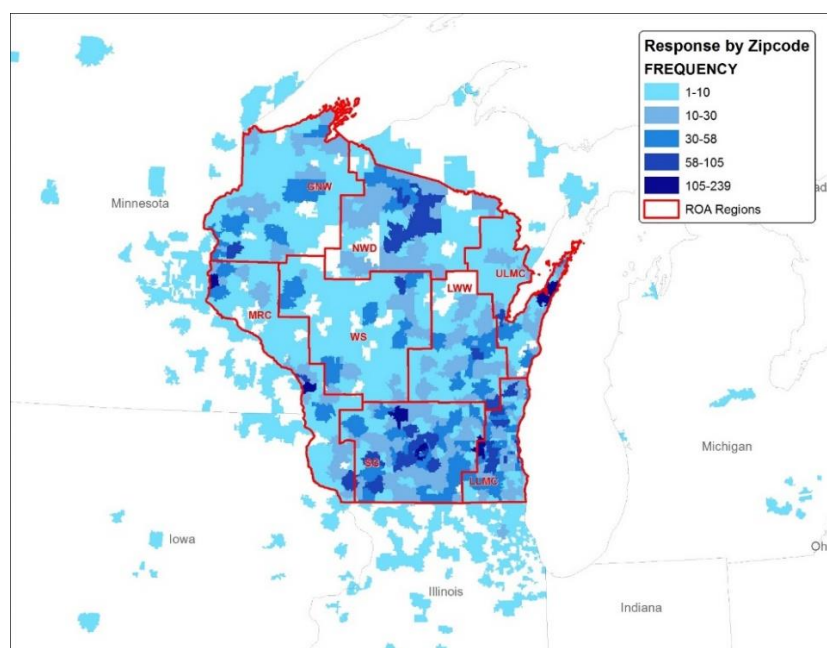 Response by Zipcode
FREQUENCY
1-10
10-30
30-58
58-105
105-239
ROA Regions
Minnesota
GNW
NWD
ULMC
LWW
MRC
WS
LLMC
Michigan
Iowa
Illinois
Indiana
Oh